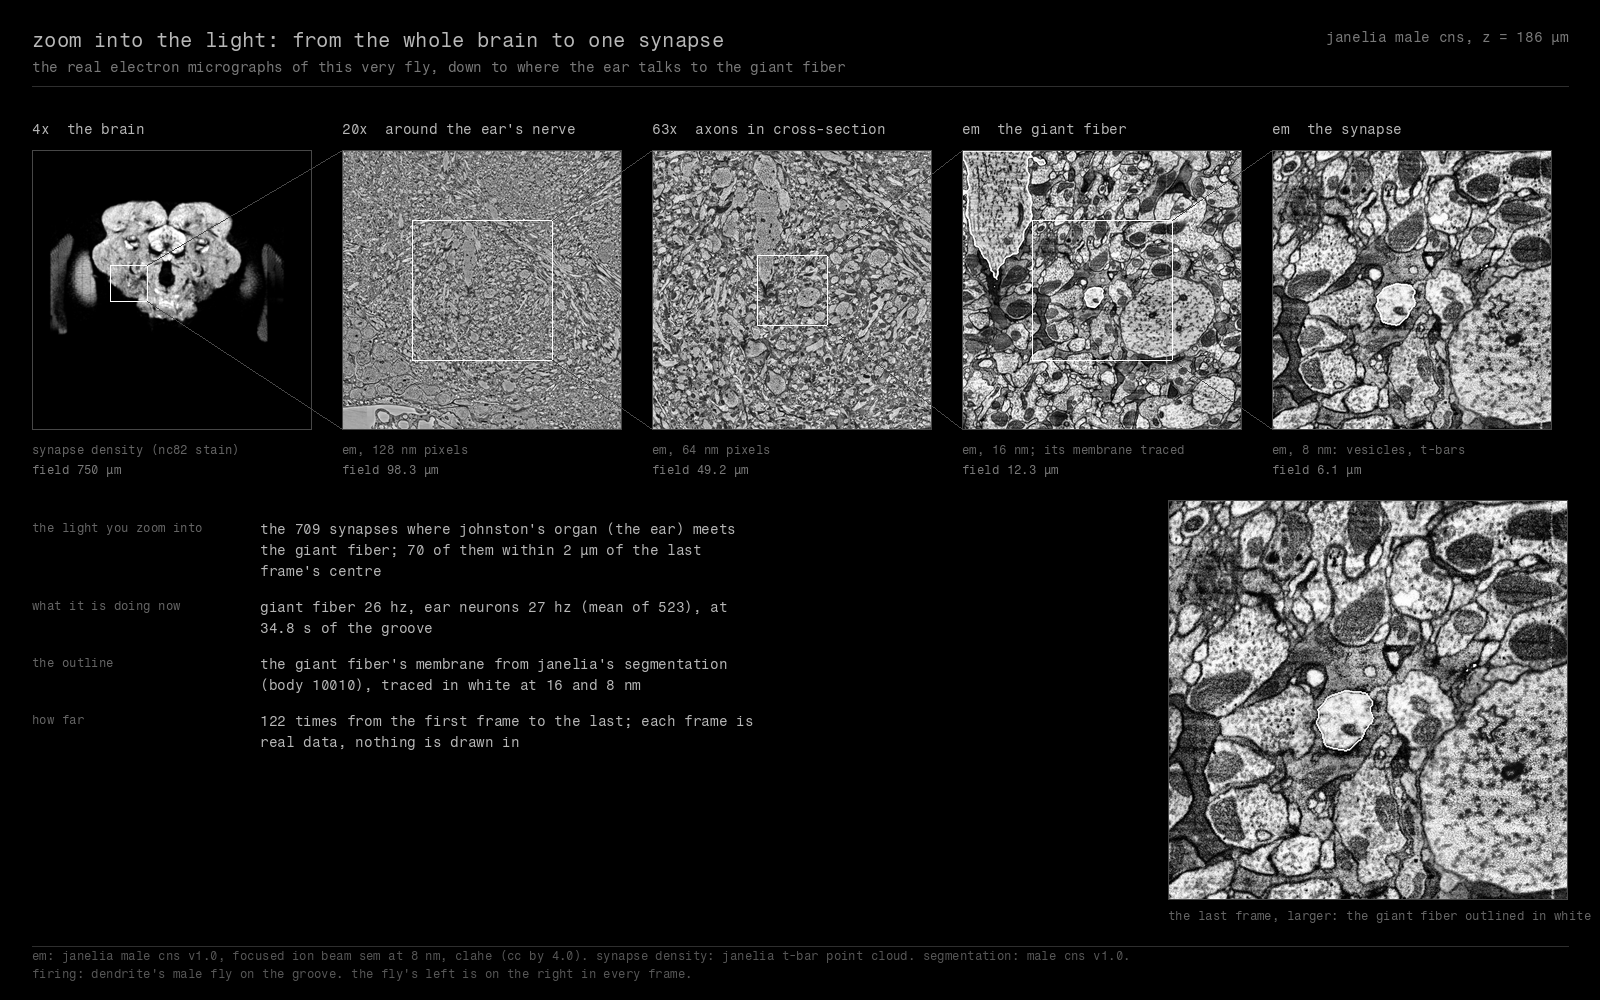 zoom into the light: from the whole brain to one synapse
janelia male cns, z = 186 µm
the real electron micrographs of this very fly, down to where the ear talks to the giant fiber
4x the brain
20x around the ear's nerve
63x axons in cross-section
em the giant fiber
em the synapse
synapse density (nc82 stain)
field 750 µm
em, 128 nm pixels
field 98.3 µm
em, 64 nm pixels
field 49.2 µm
em, 16 nm; its membrane traced
field 12.3 µm
em, 8 nm: vesicles, t-bars
field 6.1 µm
the light you zoom into
the 709 synapses where johnston's organ (the ear) meets
the giant fiber; 70 of them within 2 µm of the last
frame's centre
what it is doing now
giant fiber 26 hz, ear neurons 27 hz (mean of 523), at
34.8 s of the groove
the outline
the giant fiber's membrane from janelia's segmentation
(body 10010), traced in white at 16 and 8 nm
how far
122 times from the first frame to the last; each frame is
real data, nothing is drawn in
the last frame, larger: the giant fiber outlined in white
em: janelia male cns v1.0, focused ion beam sem at 8 nm, clahe (cc by 4.0). synapse density: janelia t-bar point cloud. segmentation: male cns v1.0.
firing: dendrite's male fly on the groove. the fly's left is on the right in every frame.